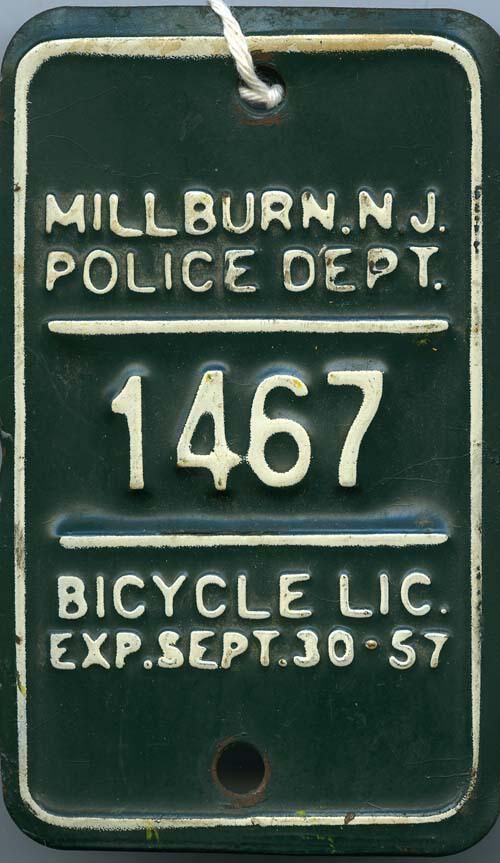 MILLBURN.N J.
POLICE DEPT.
1467
BICYCLE LIC.
EXP.SEPT.30-57